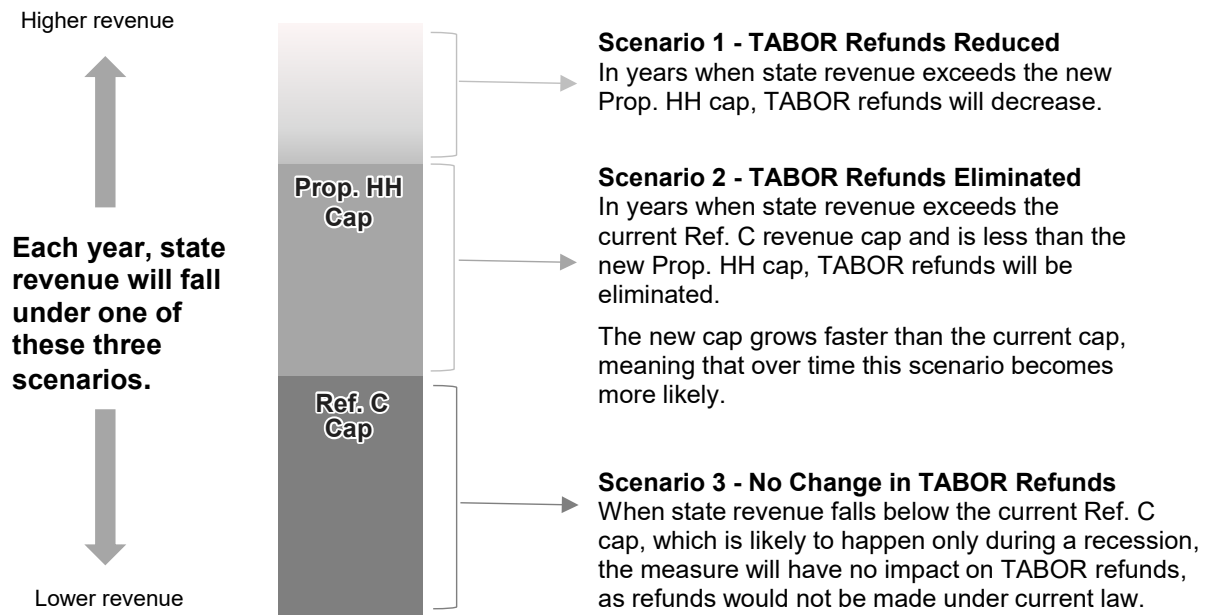 Higher revenue
Each year, state
revenue will fall
under one of
these three
scenarios.
Lower revenue
Prop. HH
Cap
Ref. C
Cap
Scenario 1 - TABOR Refunds Reduced
In years when state revenue exceeds the new
Prop. HH cap, TABOR refunds will decrease.
Scenario 2 - TABOR Refunds Eliminated
In years when state revenue exceeds the
current Ref. C revenue cap and is less than the
new Prop. HH cap, TABOR refunds will be
eliminated.
The new cap grows faster than the current cap,
meaning that over time this scenario becomes
more likely.
Scenario 3 - No Change in TABOR Refunds
When state revenue falls below the current Ref. C
cap, which is likely to happen only during a recession,
the measure will have no impact on TABOR refunds,
as refunds would not be made under current law.